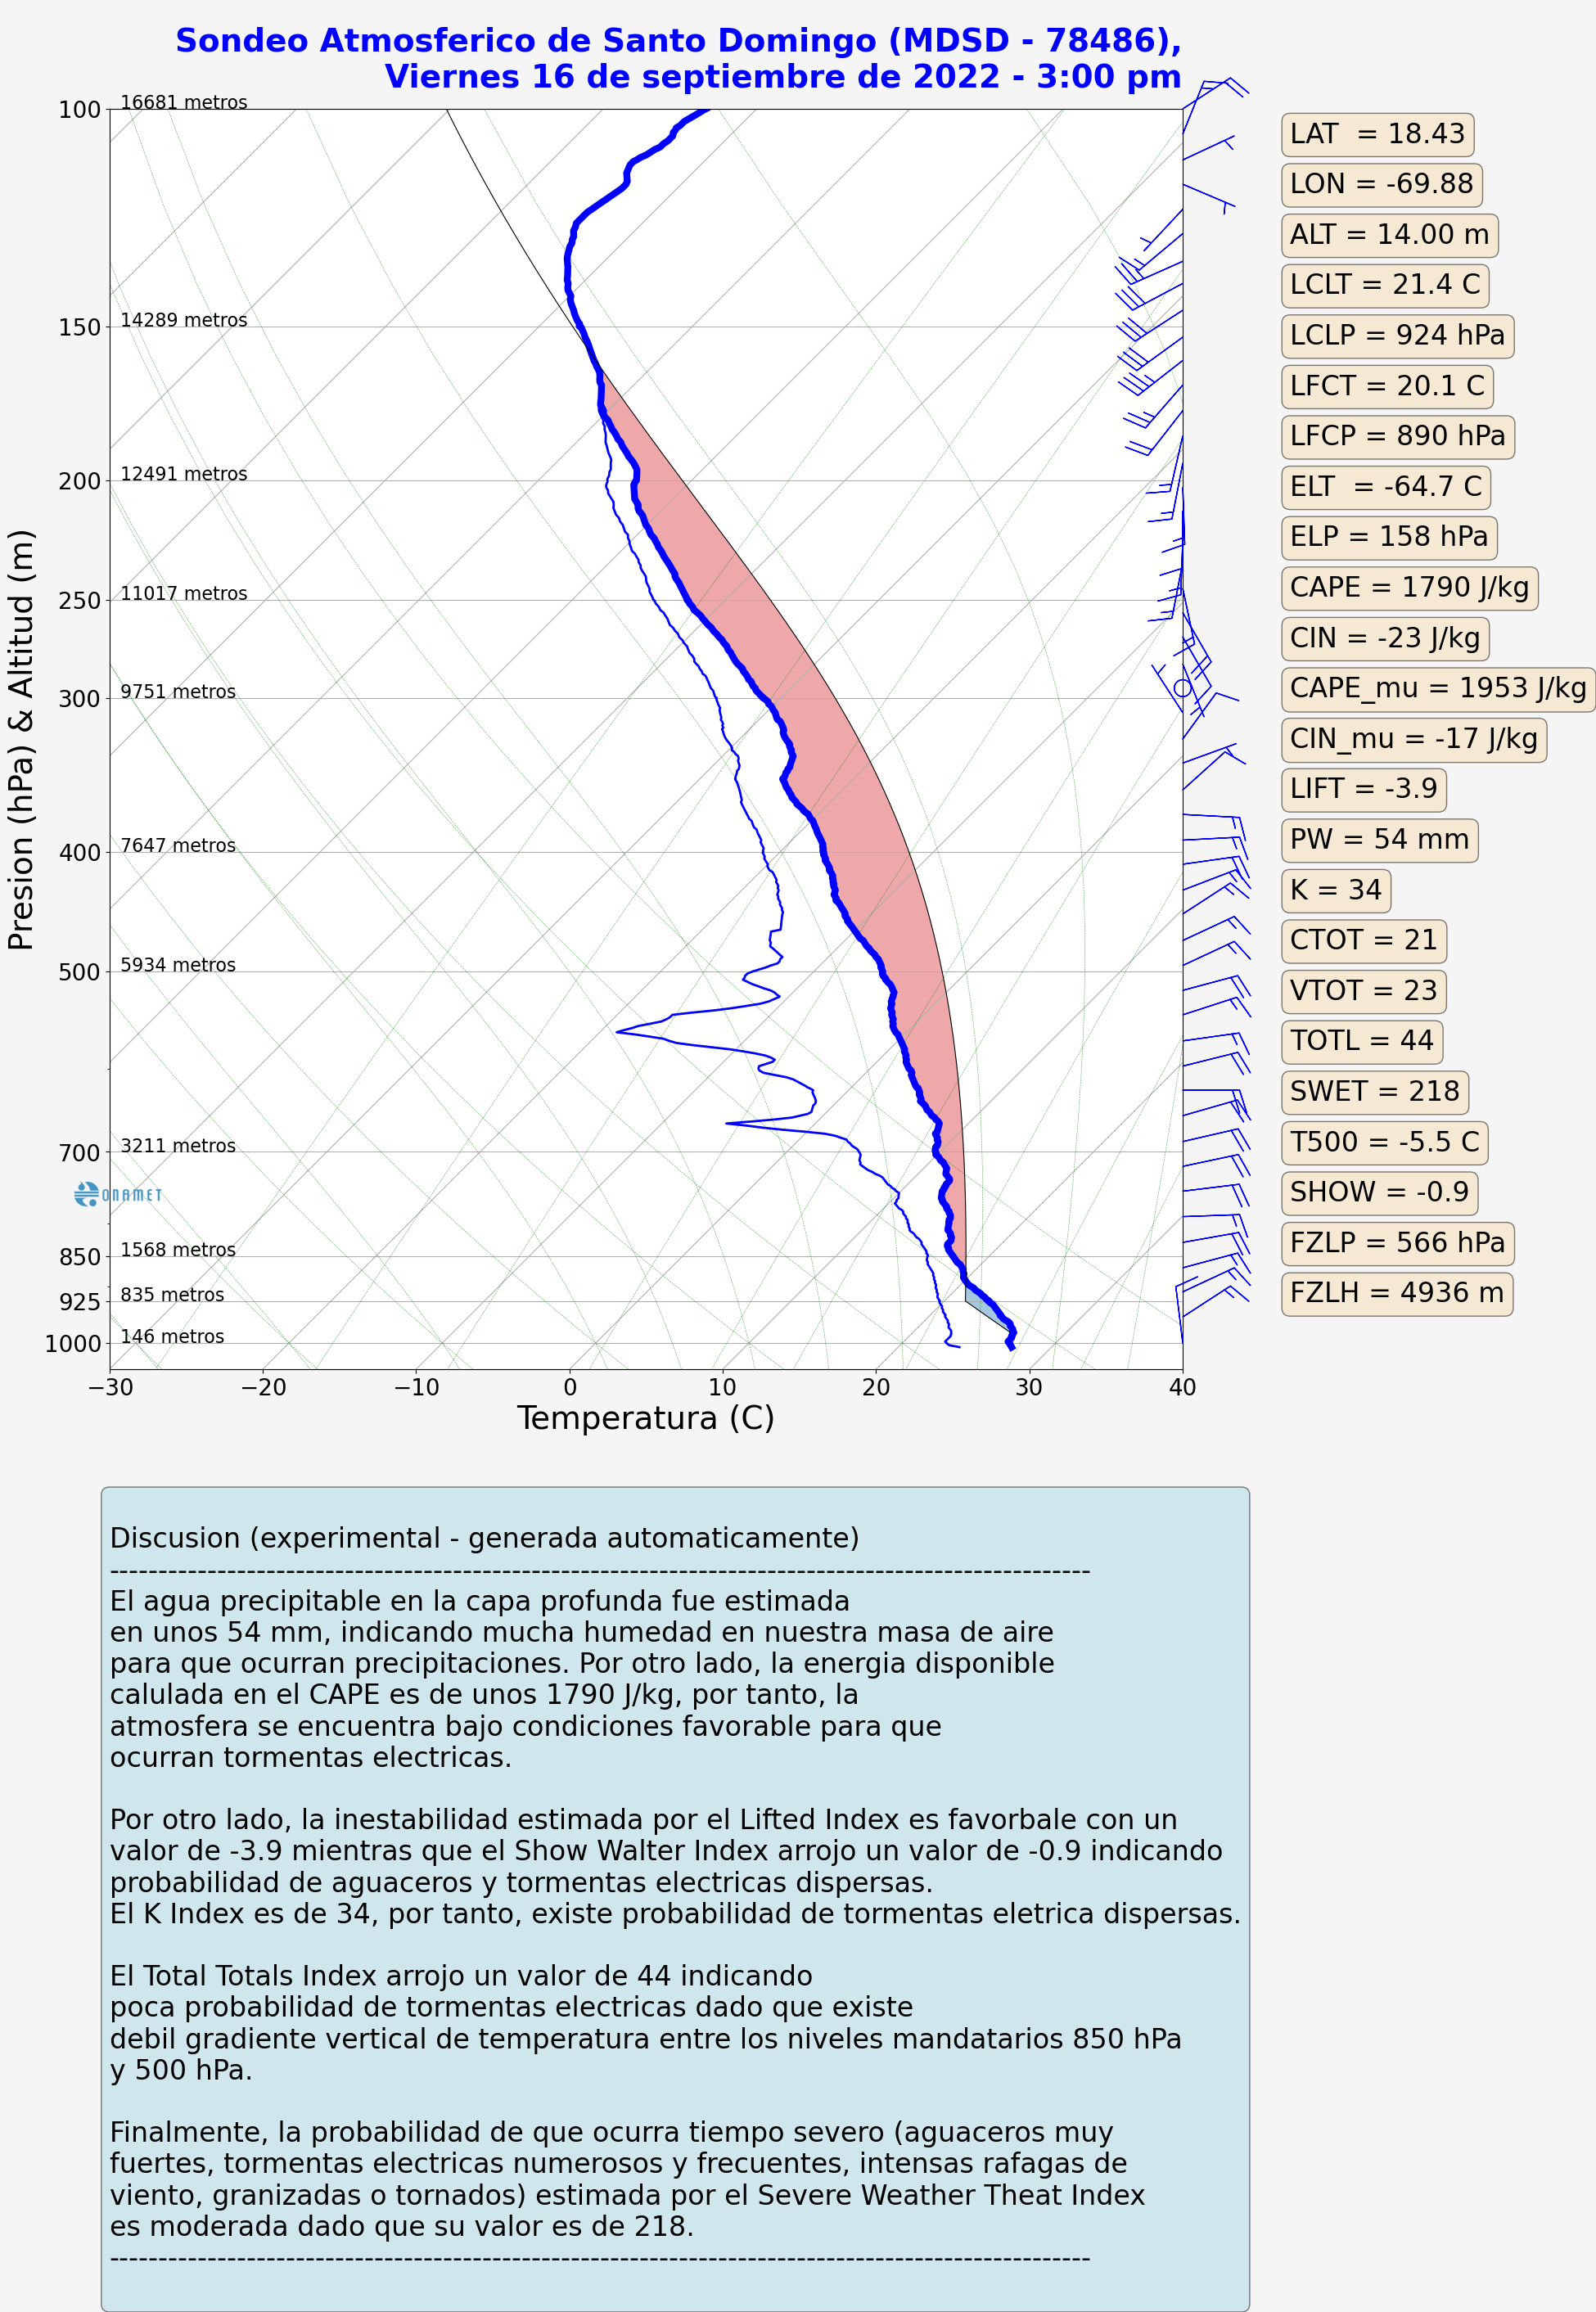 Sondeo Atmosferico de Santo Domingo (MDSD - 78486),
Viernes 16 de septiembre de 2022 - 3:00 pm
Presion (hPa) & Altitud (m)
100
16681 metros
150
14289 metros
200
12491 metros
250
11017 metros
300
9751 metros
400
7647 metros
500
5934 metros
700
3211 metros
ONAMET
850
1568 metros
925
835 metros
1000
146 metros
−30 −20 −10 0 10 20 30 40
Temperatura (C)
LAT = 18.43
LON = -69.88
ALT = 14.00 m
LCLT = 21.4 C
LCLP = 924 hPa
LFCT = 20.1 C
LFCP = 890 hPa
ELT = -64.7 C
ELP = 158 hPa
CAPE = 1790 J/kg
CIN = -23 J/kg
CAPE_mu = 1953 J/kg
CIN_mu = -17 J/kg
LIFT = -3.9
PW = 54 mm
K = 34
CTOT = 21
VTOT = 23
TOTL = 44
SWET = 218
T500 = -5.5 C
SHOW = -0.9
FZLP = 566 hPa
FZLH = 4936 m
Discusion (experimental - generada automaticamente)
----------------------------------------------------------------------------------------------------
El agua precipitable en la capa profunda fue estimada
en unos 54 mm, indicando mucha humedad en nuestra masa de aire
para que ocurran precipitaciones. Por otro lado, la energia disponible
calulada en el CAPE es de unos 1790 J/kg, por tanto, la
atmosfera se encuentra bajo condiciones favorable para que
ocurran tormentas electricas.
Por otro lado, la inestabilidad estimada por el Lifted Index es favorbale con un
valor de -3.9 mientras que el Show Walter Index arrojo un valor de -0.9 indicando
probabilidad de aguaceros y tormentas electricas dispersas.
El K Index es de 34, por tanto, existe probabilidad de tormentas eletrica dispersas.
El Total Totals Index arrojo un valor de 44 indicando
poca probabilidad de tormentas electricas dado que existe
debil gradiente vertical de temperatura entre los niveles mandatarios 850 hPa
y 500 hPa.
Finalmente, la probabilidad de que ocurra tiempo severo (aguaceros muy
fuertes, tormentas electricas numerosos y frecuentes, intensas rafagas de
viento, granizadas o tornados) estimada por el Severe Weather Theat Index
es moderada dado que su valor es de 218.
----------------------------------------------------------------------------------------------------